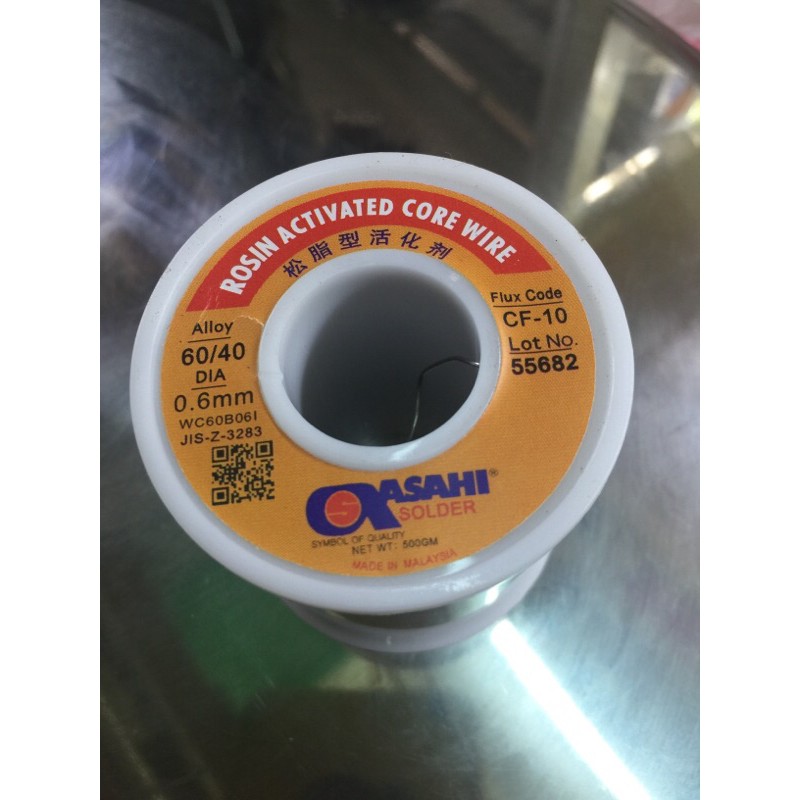 ROSIN ACTIVATED CORE WIRE
松脂型活化剂
Alloy
60/40
DIA
0.6mm
WC60B06I
JIS-Z-3283
Flux Code
CF-10
Lot No.
55682
ASAHI®
SOLDER
SYMBOL OF QUALITY
NET WT: 500GM
MADE IN MALAYSIA